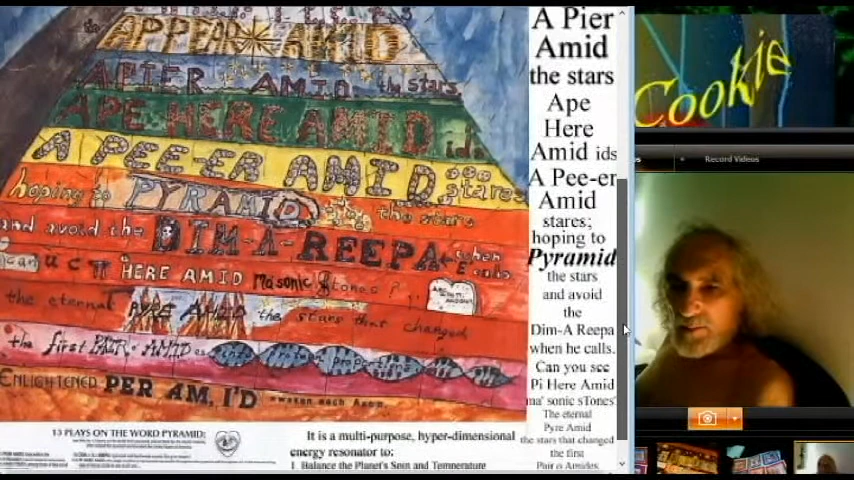 APPEAR AMID
A PIER AMID the stars
APE HERE AMID ids
A PEE-ER AMID stares
hoping to PYRAMID the stars
and avoid the DIM-A-REEPA when E calls
can U C π HERE AMID Masonic Stones?
the eternal PYRE AMID the stars that changed
the first PAIR O AMID es
ENLIGHTENED PER AM, I'D awaken each Aeon.
13 PLAYS ON THE WORD PYRAMID:
It is a multi-purpose, hyper-dimensional
energy resonator to:
1. Balance the Planet's Spin and Temperature
A Pier
Amid
the stars
Ape
Here
Amid ids
A Pee-er
Amid
stares;
hoping to
Pyramid
the stars
and avoid
the
Dim-A Reepa
when he calls.
Can you see
Pi Here Amid
ma' sonic sTones'
The eternal
Pyre Amid
the stars that changed
the first
Pair o Amides
Cookie
Record Videos